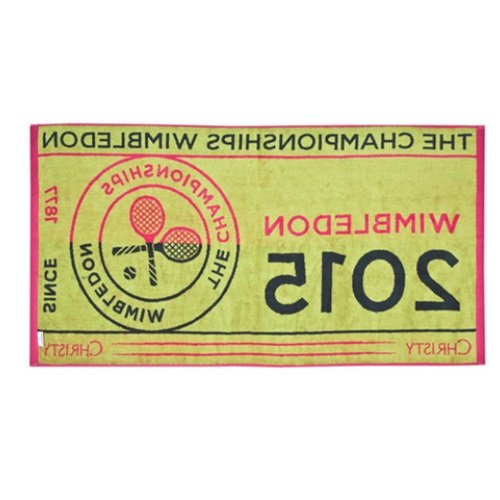 THE CHAMPIONSHIPS WIMBLEDON
WIMBLEDON
2015
THE CHAMPIONSHIPS
WIMBLEDON
SINCE 1877
CHRISTY
CHRISTY